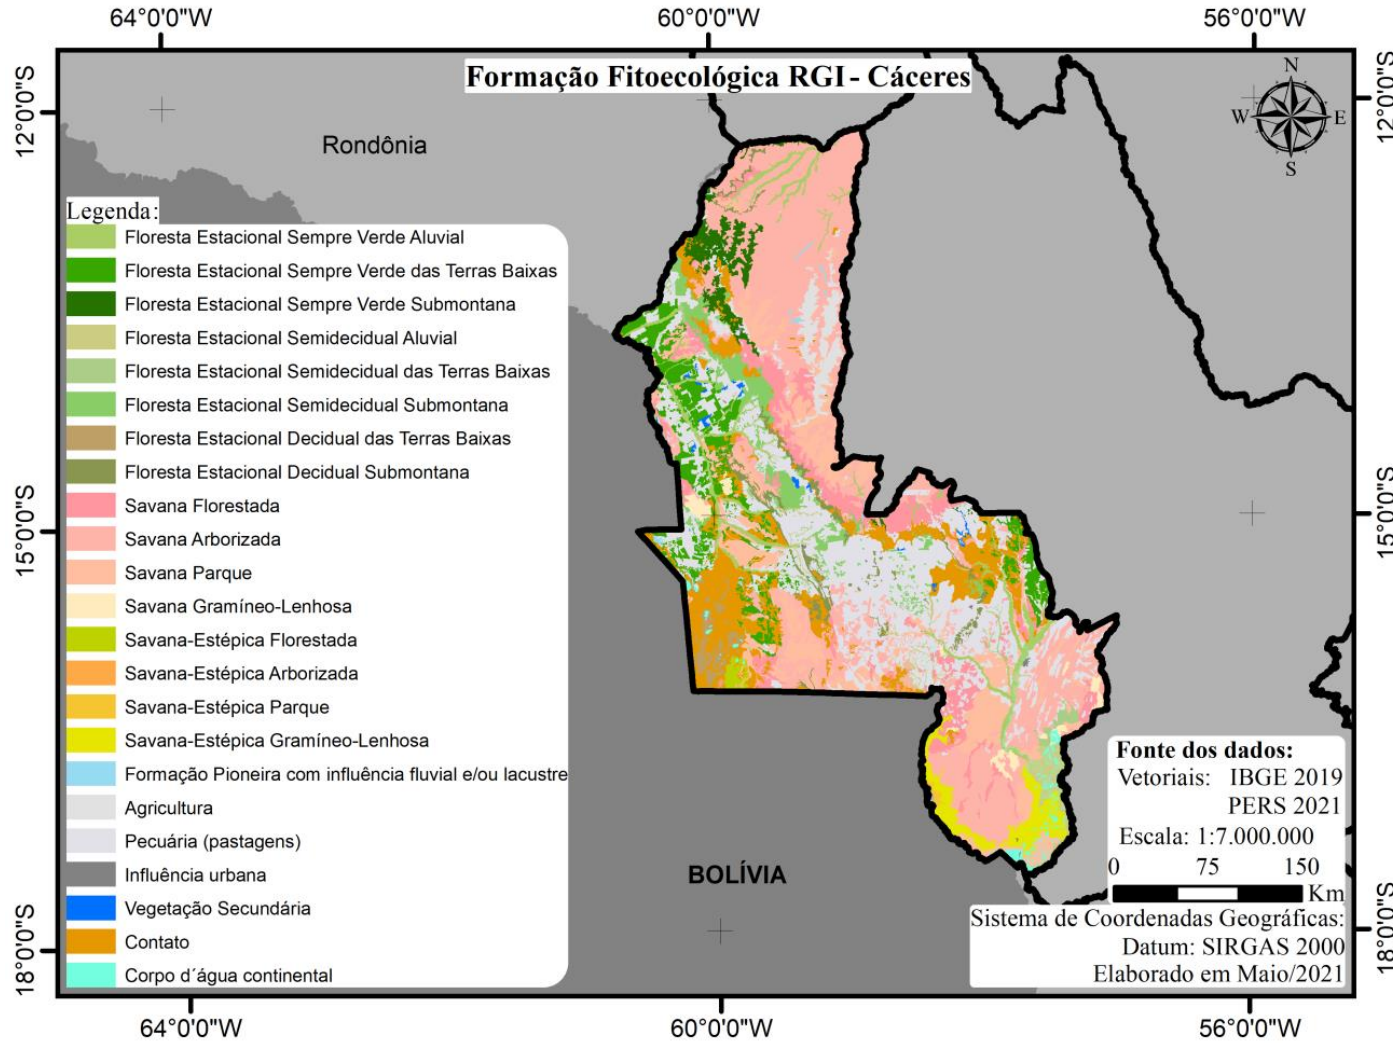 64°0'0"W 60°0'0"W 56°0'0"W
Formação Fitoecológica RGI - Cáceres
N
W E
S
12°0'0"S 12°0'0"S
Rondônia
Legenda:
Floresta Estacional Sempre Verde Aluvial
Floresta Estacional Sempre Verde das Terras Baixas
Floresta Estacional Sempre Verde Submontana
Floresta Estacional Semidecidual Aluvial
Floresta Estacional Semidecidual das Terras Baixas
Floresta Estacional Semidecidual Submontana
Floresta Estacional Decidual das Terras Baixas
Floresta Estacional Decidual Submontana
Savana Florestada
Savana Arborizada
Savana Parque
Savana Gramíneo-Lenhosa
Savana-Estépica Florestada
Savana-Estépica Arborizada
Savana-Estépica Parque
Savana-Estépica Gramíneo-Lenhosa
Formação Pioneira com influência fluvial e/ou lacustre
Agricultura
Pecuária (pastagens)
Influência urbana
Vegetação Secundária
Contato
Corpo d´água continental
15°0'0"S 15°0'0"S
BOLÍVIA
Fonte dos dados:
Vetoriais: IBGE 2019
PERS 2021
Escala: 1:7.000.000
0 75 150
Km
Sistema de Coordenadas Geográficas:
Datum: SIRGAS 2000
Elaborado em Maio/2021
18°0'0"S 18°0'0"S
64°0'0"W 60°0'0"W 56°0'0"W